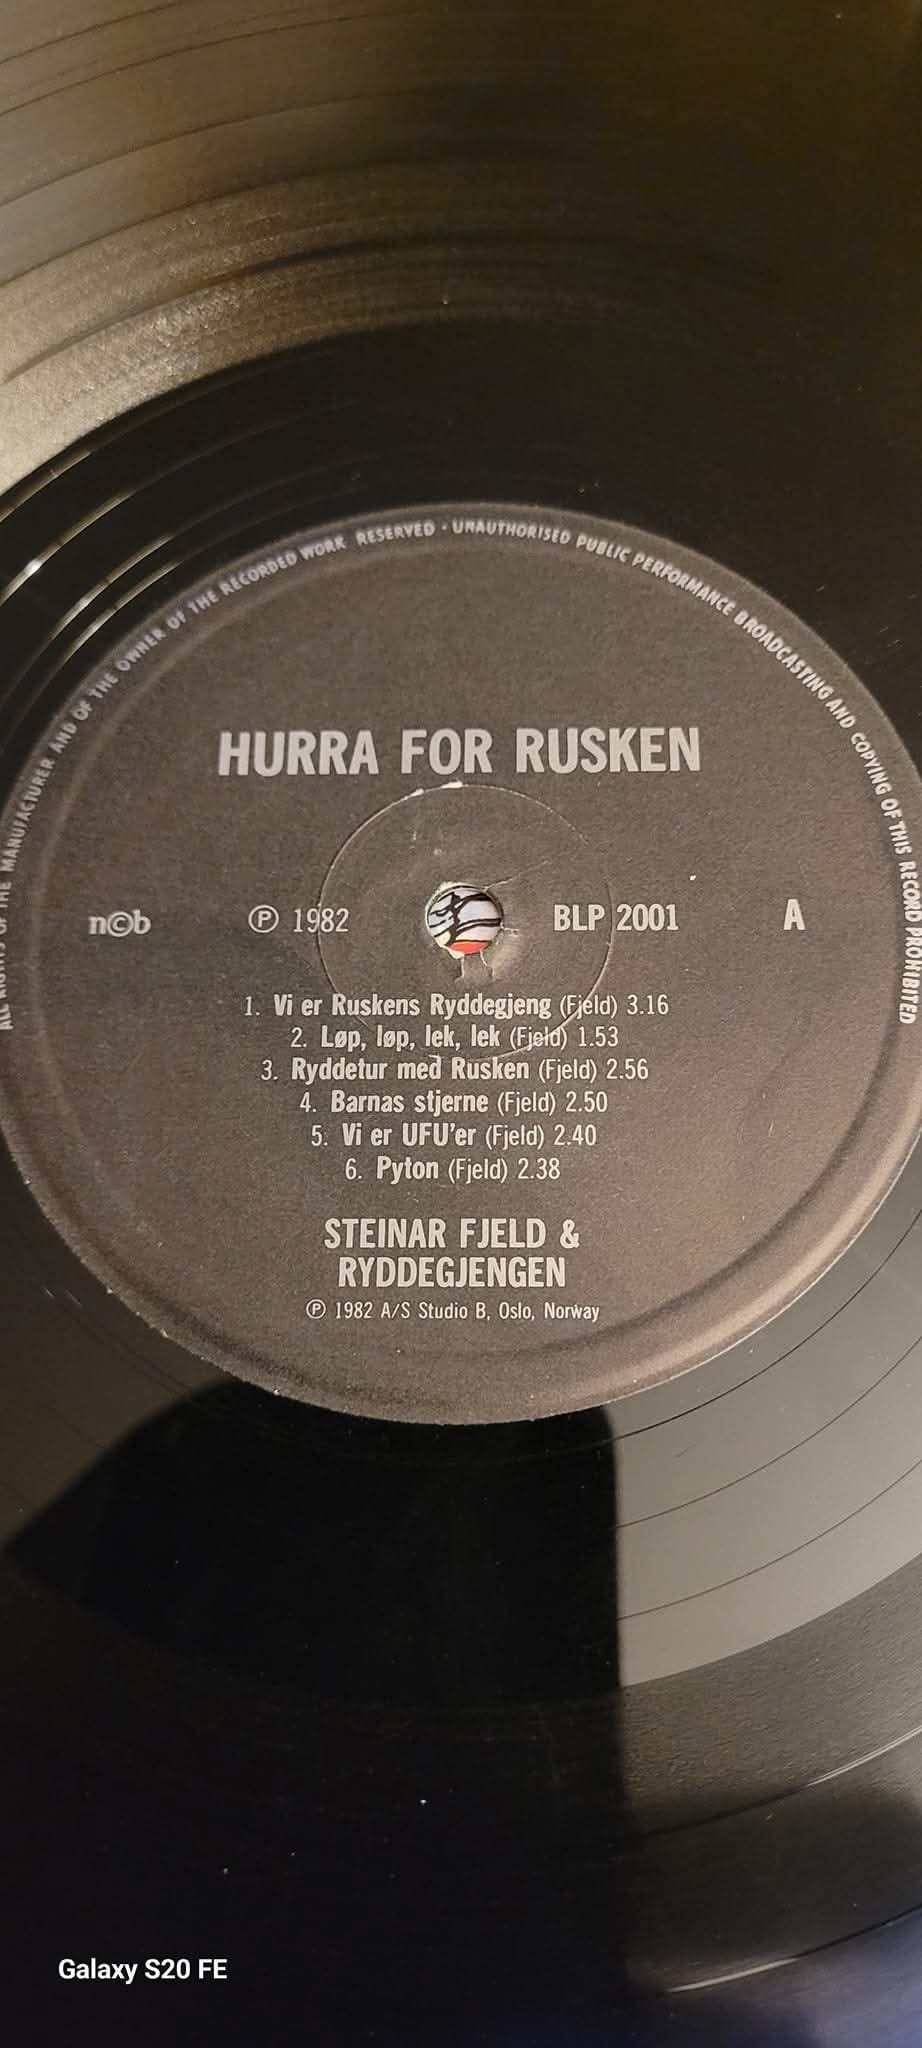 ALL RIGHTS OF THE MANUFACTURER AND OF THE OWNER OF THE RECORDED WORK RESERVED · UNAUTHORISED PUBLIC PERFORMANCE BROADCASTING AND COPYING OF THIS RECORD PROHIBITED
HURRA FOR RUSKEN
n©b ℗ 1982 BLP 2001 A
1. Vi er Ruskens Ryddegjeng (Fjeld) 3.16
2. Løp, løp, lek, lek (Fjeld) 1.53
3. Ryddetur med Rusken (Fjeld) 2.56
4. Barnas stjerne (Fjeld) 2.50
5. Vi er UFU'er (Fjeld) 2.40
6. Pyton (Fjeld) 2.38
STEINAR FJELD &
RYDDEGJENGEN
℗ 1982 A/S Studio B, Oslo, Norway
Galaxy S20 FE